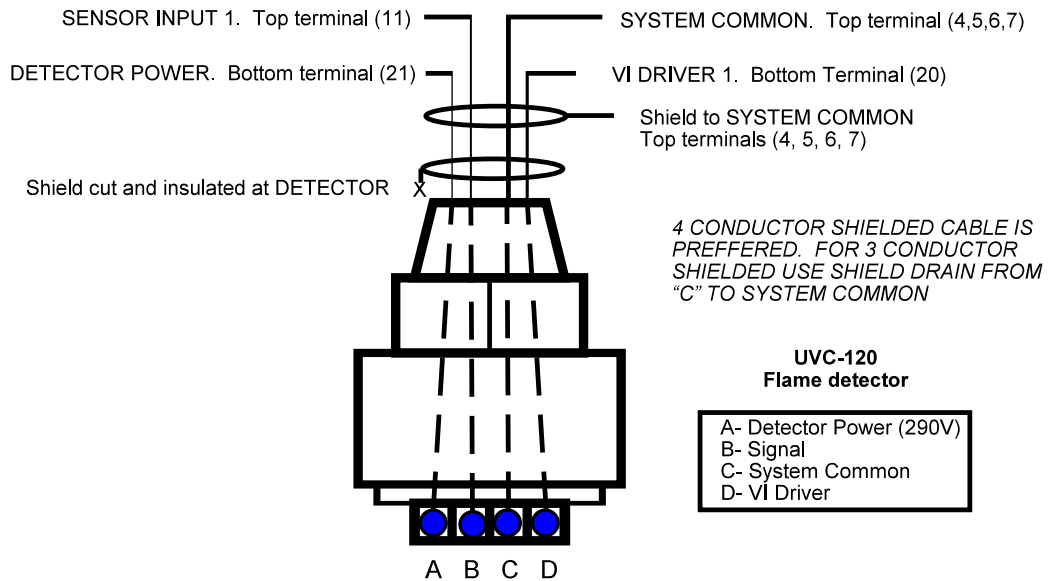 SENSOR INPUT 1. Top terminal (11)
SYSTEM COMMON. Top terminal (4,5,6,7)
DETECTOR POWER. Bottom terminal (21)
VI DRIVER 1. Bottom Terminal (20)
Shield to SYSTEM COMMON
Top terminals (4, 5, 6, 7)
Shield cut and insulated at DETECTOR
X
4 CONDUCTOR SHIELDED CABLE IS
PREFFERED. FOR 3 CONDUCTOR
SHIELDED USE SHIELD DRAIN FROM
“C” TO SYSTEM COMMON
UVC-120
Flame detector
A- Detector Power (290V)
B- Signal
C- System Common
D- VI Driver
A B C D